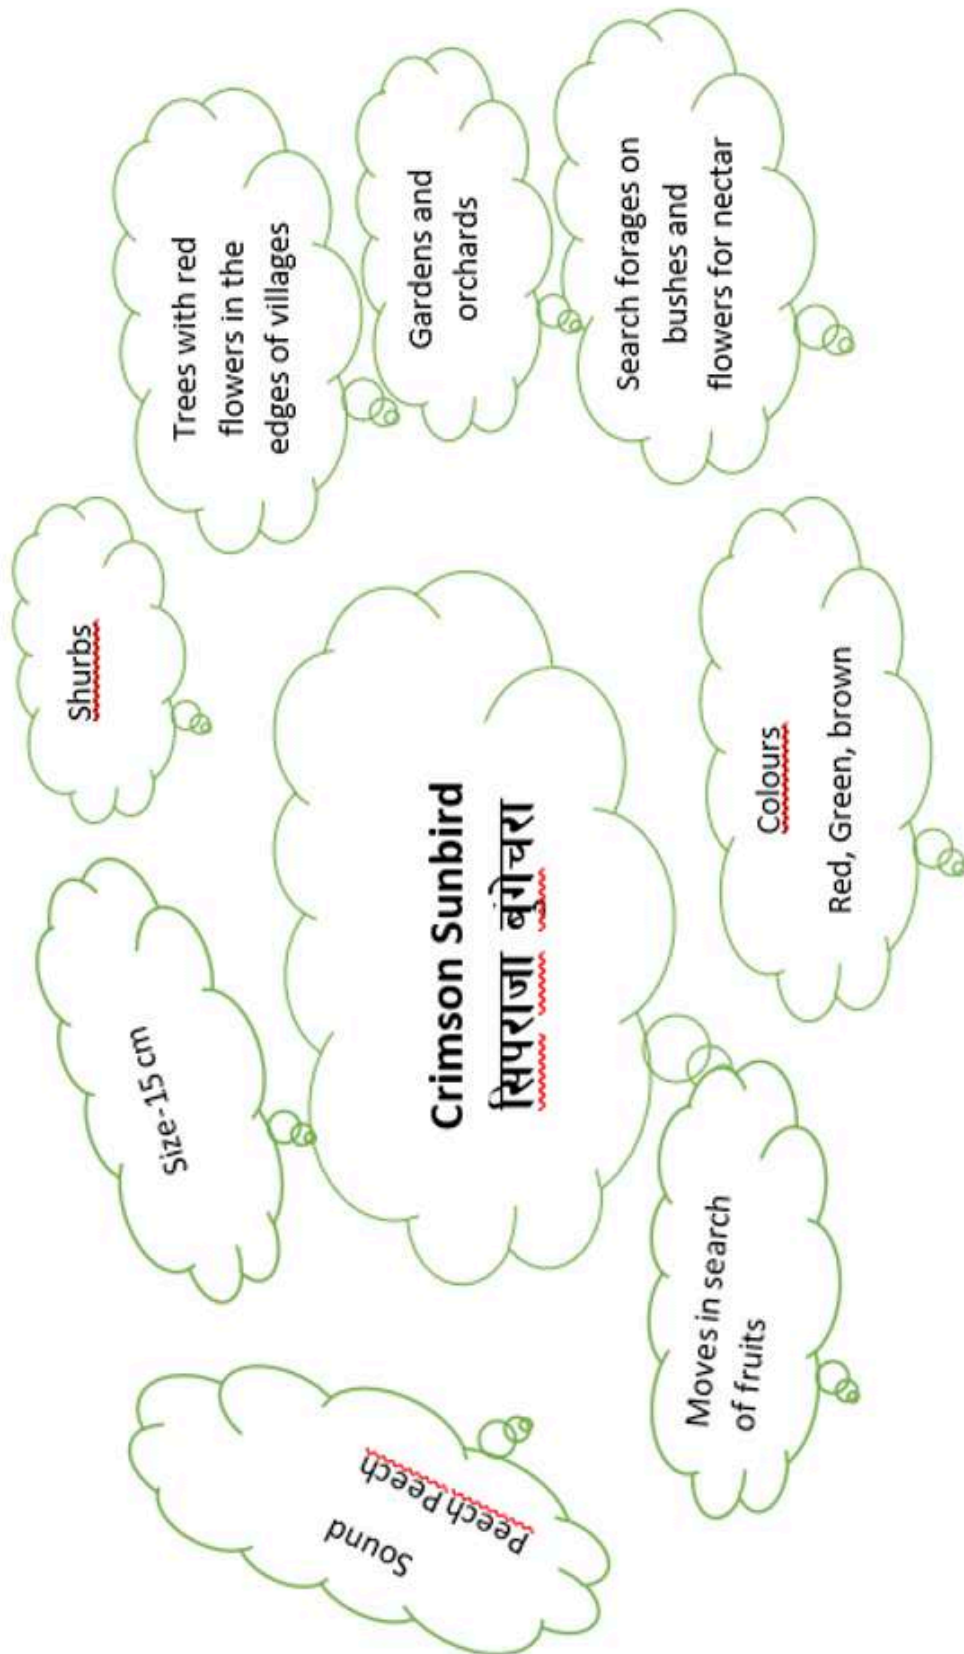 Sound
Peech Peech
Size-15 cm
Shurbs
Trees with red
flowers in the
edges of villages
Gardens and
orchards
Search forages on
bushes and
flowers for nectar
Crimson Sunbird
सिपराजा बुंगेचरा
Moves in search
of fruits
Colours
Red, Green, brown